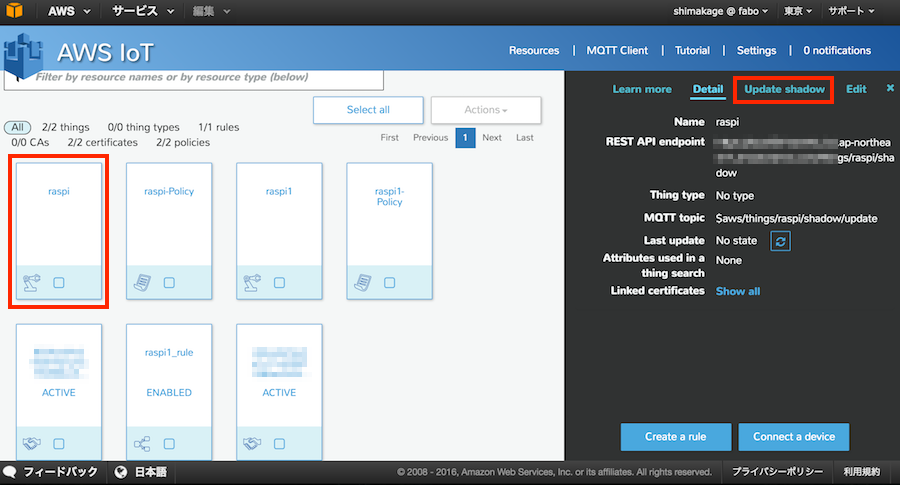 AWS サービス 編集 shimakage @ fabo 東京 サポート
AWS IoT Resources MQTT Client Tutorial Settings 0 notifications
Filter by resource names or by resource type (below)
Learn more Detail Update shadow Edit ×
Select all Actions
All 2/2 things 0/0 thing types 1/1 rules
0/0 CAs 2/2 certificates 2/2 policies
First Previous 1 Next Last
raspi
raspi-Policy
raspi1
raspi1-
Policy
ACTIVE
raspi1_rule
ENABLED
ACTIVE
Name raspi
REST API endpoint .ap-northea
gs/raspi/sha
dow
Thing type No type
MQTT topic $aws/things/raspi/shadow/update
Last update No state
Attributes used in a
thing search
None
Linked certificates Show all
Create a rule Connect a device
フィードバック 日本語 © 2008 - 2016, Amazon Web Services, Inc. or its affiliates. All rights reserved. プライバシーポリシー 利用規約